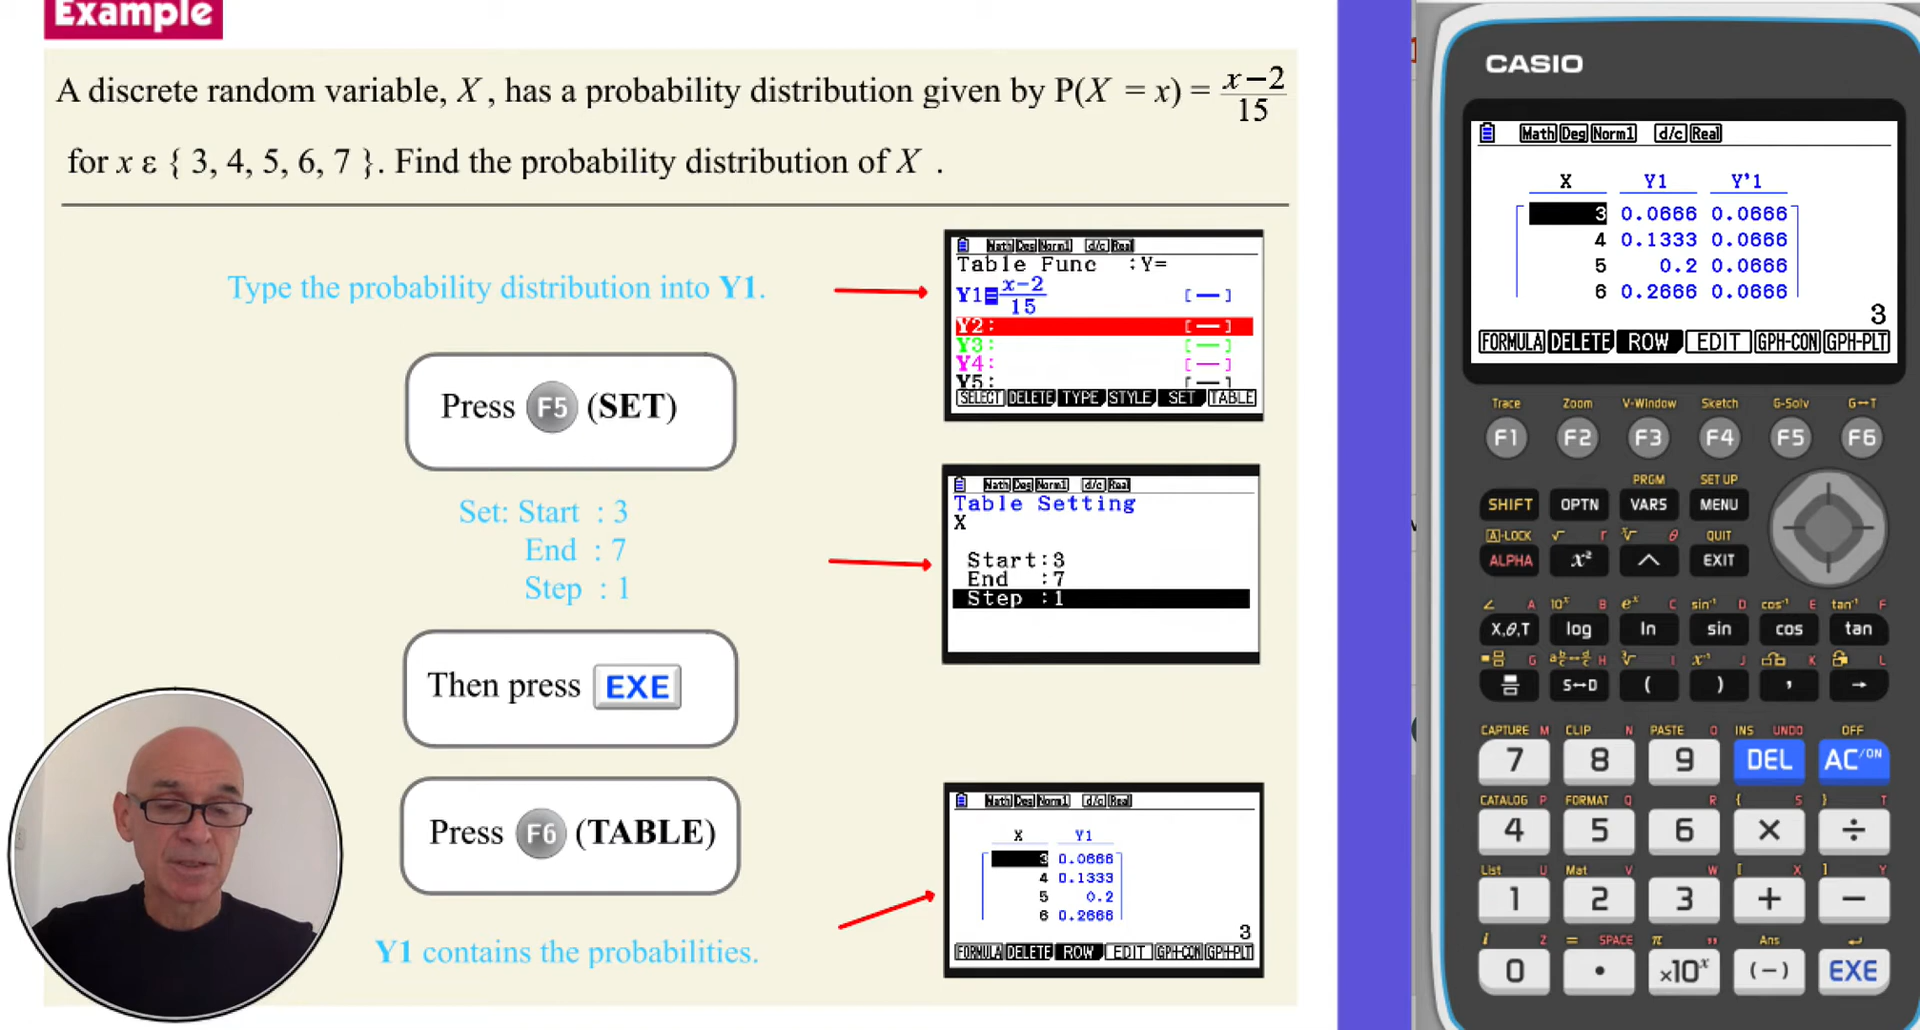 Example
A discrete random variable, X , has a probability distribution given by P(X = x) = x−2/15
for x ε { 3, 4, 5, 6, 7 }. Find the probability distribution of X .
Type the probability distribution into Y1.
Press F5 (SET)
Set: Start : 3
End : 7
Step : 1
Then press EXE
Press F6 (TABLE)
Y1 contains the probabilities.
Math Deg Norm1 d/c Real
Table Func :Y=
Y1=x−2/15 [—]
Y2: [—]
Y3: [—]
Y4: [—]
Y5: [—]
SELECT DELETE TYPE STYLE SET TABLE
Math Deg Norm1 d/c Real
Table Setting
X
Start:3
End :7
Step :1
Math Deg Norm1 d/c Real
X Y1
3 0.0666
4 0.1333
5 0.2
6 0.2666
3
FORMULA DELETE ROW EDIT GPH-CON GPH-PLT
CASIO
Math Deg Norm1 d/c Real
X Y1 Y'1
3 0.0666 0.0666
4 0.1333 0.0666
5 0.2 0.0666
6 0.2666 0.0666
3
FORMULA DELETE ROW EDIT GPH-CON GPH-PLT
Trace Zoom V-Window Sketch G-Solv G↔T
F1 F2 F3 F4 F5 F6
PRGM SET UP
SHIFT OPTN VARS MENU
A-LOCK √ r ˣ√ θ QUIT
ALPHA x² ^ EXIT
∠ A 10ˣ B eˣ C sin⁻¹ D cos⁻¹ E tan⁻¹ F
X,θ,T log ln sin cos tan
G H ³√ I x⁻¹ J K L
S↔D ( ) , →
CAPTURE M CLIP N PASTE O INS UNDO OFF
7 8 9 DEL AC/ON
CATALOG P FORMAT Q R { S } T
4 5 6 × ÷
List U Mat V W [ X ] Y
1 2 3 + −
i Z = SPACE π " Ans ↵
0 • ×10ˣ (−) EXE